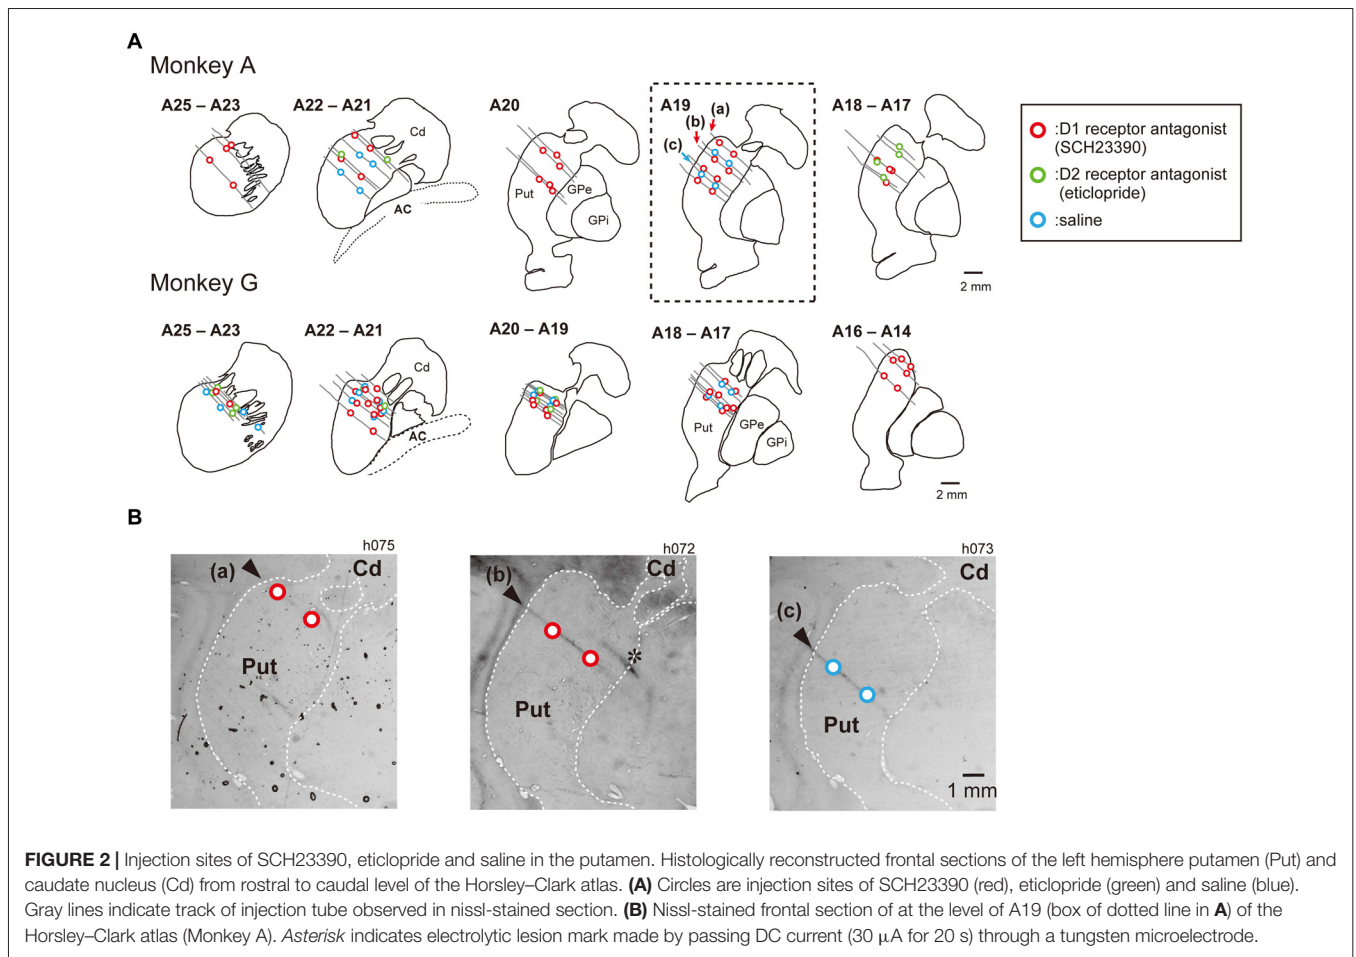 A
Monkey A
A25 – A23
A22 – A21
A20
A19
A18 – A17
(a)
(b)
(c)
Cd
AC
Put
GPe
GPi
2 mm
:D1 receptor antagonist
(SCH23390)
:D2 receptor antagonist
(eticlopride)
:saline
Monkey G
A25 – A23
A22 – A21
A20 – A19
A18 – A17
A16 – A14
Cd
AC
Put
GPe
GPi
2 mm
B
h075
(a)
Cd
Put
h072
(b)
Cd
*
Put
h073
(c)
Cd
Put
1 mm
FIGURE 2 | Injection sites of SCH23390, eticlopride and saline in the putamen. Histologically reconstructed frontal sections of the left hemisphere putamen (Put) and
caudate nucleus (Cd) from rostral to caudal level of the Horsley–Clark atlas. (A) Circles are injection sites of SCH23390 (red), eticlopride (green) and saline (blue).
Gray lines indicate track of injection tube observed in nissl-stained section. (B) Nissl-stained frontal section of at the level of A19 (box of dotted line in A) of the
Horsley–Clark atlas (Monkey A). Asterisk indicates electrolytic lesion mark made by passing DC current (30 μA for 20 s) through a tungsten microelectrode.